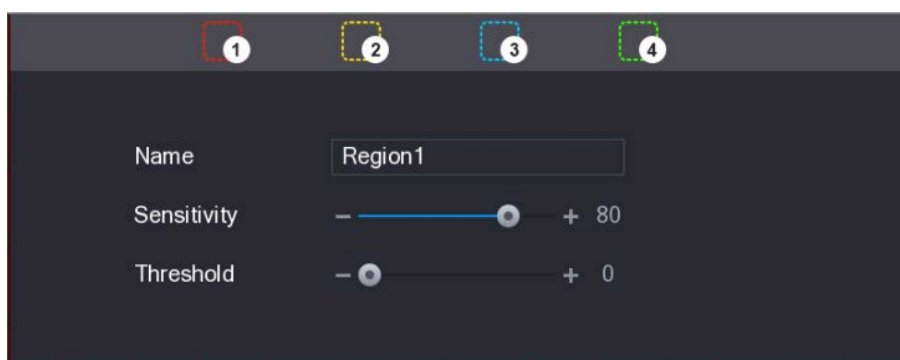 1 2 3 4
Name Region1
Sensitivity − + 80
Threshold − + 0